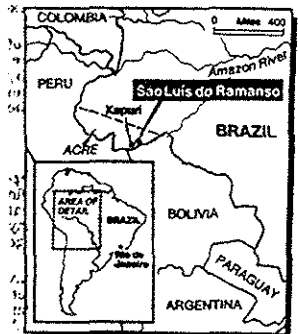 COLOMBIA
0 Miles 400
Amazon River
PERU
São Luís do Ramanso
Xapuri
BRAZIL
ACRE
AREA OF
DETAIL
BRAZIL
Rio de
Janeiro
BOLIVIA
PARAGUAY
ARGENTINA